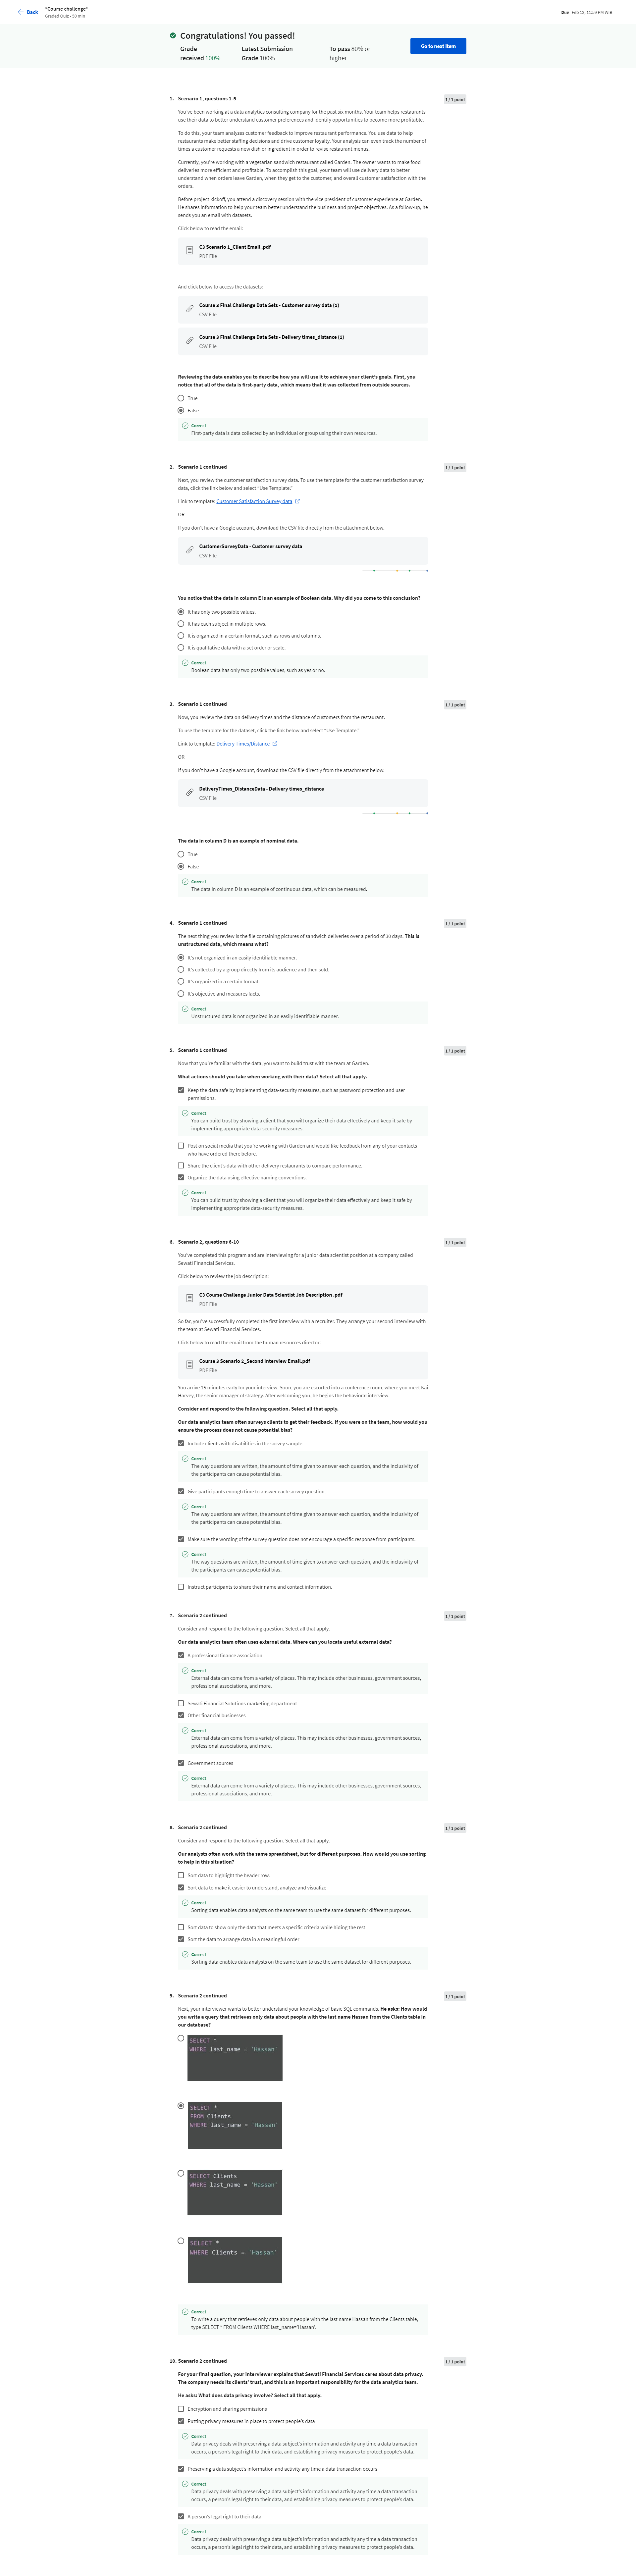 Back
"Course challenge"
Graded Quiz • 50 min
Due Feb 12, 11:59 PM WIB
Congratulations! You passed!
Grade received 100%
Latest Submission Grade 100%
To pass 80% or higher
Go to next item
1. Scenario 1, questions 1-5
1 / 1 point
You've been working at a data analytics consulting company for the past six months. Your team helps restaurants
use their data to better understand customer preferences and identify opportunities to become more profitable.
To do this, your team analyzes customer feedback to improve restaurant performance. You use data to help
restaurants make better staffing decisions and drive customer loyalty. Your analysis can even track the number of
times a customer requests a new dish or ingredient in order to revise restaurant menus.
Currently, you're working with a vegetarian sandwich restaurant called Garden. The owner wants to make food
deliveries more efficient and profitable. To accomplish this goal, your team will use delivery data to better
understand when orders leave Garden, when they get to the customer, and overall customer satisfaction with the
orders.
Before project kickoff, you attend a discovery session with the vice president of customer experience at Garden.
He shares information to help your team better understand the business and project objectives. As a follow-up, he
sends you an email with datasets.
Click below to read the email:
C3 Scenario 1_Client Email .pdf
PDF File
And click below to access the datasets:
Course 3 Final Challenge Data Sets - Customer survey data (1)
CSV File
Course 3 Final Challenge Data Sets - Delivery times_distance (1)
CSV File
Reviewing the data enables you to describe how you will use it to achieve your client's goals. First, you
notice that all of the data is first-party data, which means that it was collected from outside sources.
True
False
Correct
First-party data is data collected by an individual or group using their own resources.
2. Scenario 1 continued
1 / 1 point
Next, you review the customer satisfaction survey data. To use the template for the customer satisfaction survey
data, click the link below and select "Use Template."
Link to template: Customer Satisfaction Survey data
OR
If you don't have a Google account, download the CSV file directly from the attachment below.
CustomerSurveyData - Customer survey data
CSV File
You notice that the data in column E is an example of Boolean data. Why did you come to this conclusion?
It has only two possible values.
It has each subject in multiple rows.
It is organized in a certain format, such as rows and columns.
It is qualitative data with a set order or scale.
Correct
Boolean data has only two possible values, such as yes or no.
3. Scenario 1 continued
1 / 1 point
Now, you review the data on delivery times and the distance of customers from the restaurant.
To use the template for the dataset, click the link below and select "Use Template."
Link to template: Delivery Times/Distance
OR
If you don't have a Google account, download the CSV file directly from the attachment below.
DeliveryTimes_DistanceData - Delivery times_distance
CSV File
The data in column D is an example of nominal data.
True
False
Correct
The data in column D is an example of continuous data, which can be measured.
4. Scenario 1 continued
1 / 1 point
The next thing you review is the file containing pictures of sandwich deliveries over a period of 30 days. This is
unstructured data, which means what?
It's not organized in an easily identifiable manner.
It's collected by a group directly from its audience and then sold.
It's organized in a certain format.
It's objective and measures facts.
Correct
Unstructured data is not organized in an easily identifiable manner.
5. Scenario 1 continued
1 / 1 point
Now that you're familiar with the data, you want to build trust with the team at Garden.
What actions should you take when working with their data? Select all that apply.
Keep the data safe by implementing data-security measures, such as password protection and user
permissions.
Correct
You can build trust by showing a client that you will organize their data effectively and keep it safe by
implementing appropriate data-security measures.
Post on social media that you're working with Garden and would like feedback from any of your contacts
who have ordered there before.
Share the client's data with other delivery restaurants to compare performance.
Organize the data using effective naming conventions.
Correct
You can build trust by showing a client that you will organize their data effectively and keep it safe by
implementing appropriate data-security measures.
6. Scenario 2, questions 6-10
1 / 1 point
You've completed this program and are interviewing for a junior data scientist position at a company called
Sewati Financial Services.
Click below to review the job description:
C3 Course Challenge Junior Data Scientist Job Description .pdf
PDF File
So far, you've successfully completed the first interview with a recruiter. They arrange your second interview with
the team at Sewati Financial Services.
Click below to read the email from the human resources director:
Course 3 Scenario 2_Second Interview Email.pdf
PDF File
You arrive 15 minutes early for your interview. Soon, you are escorted into a conference room, where you meet Kai
Harvey, the senior manager of strategy. After welcoming you, he begins the behavioral interview.
Consider and respond to the following question. Select all that apply.
Our data analytics team often surveys clients to get their feedback. If you were on the team, how would you
ensure the process does not cause potential bias?
Include clients with disabilities in the survey sample.
Correct
The way questions are written, the amount of time given to answer each question, and the inclusivity of
the participants can cause potential bias.
Give participants enough time to answer each survey question.
Correct
The way questions are written, the amount of time given to answer each question, and the inclusivity of
the participants can cause potential bias.
Make sure the wording of the survey question does not encourage a specific response from participants.
Correct
The way questions are written, the amount of time given to answer each question, and the inclusivity of
the participants can cause potential bias.
Instruct participants to share their name and contact information.
7. Scenario 2 continued
1 / 1 point
Consider and respond to the following question. Select all that apply.
Our data analytics team often uses external data. Where can you locate useful external data?
A professional finance association
Correct
External data can come from a variety of places. This may include other businesses, government sources,
professional associations, and more.
Sewati Financial Solutions marketing department
Other financial businesses
Correct
External data can come from a variety of places. This may include other businesses, government sources,
professional associations, and more.
Government sources
Correct
External data can come from a variety of places. This may include other businesses, government sources,
professional associations, and more.
8. Scenario 2 continued
1 / 1 point
Consider and respond to the following question. Select all that apply.
Our analysts often work with the same spreadsheet, but for different purposes. How would you use sorting
to help in this situation?
Sort data to highlight the header row.
Sort data to make it easier to understand, analyze and visualize
Correct
Sorting data enables data analysts on the same team to use the same dataset for different purposes.
Sort data to show only the data that meets a specific criteria while hiding the rest
Sort the data to arrange data in a meaningful order
Correct
Sorting data enables data analysts on the same team to use the same dataset for different purposes.
9. Scenario 2 continued
1 / 1 point
Next, your interviewer wants to better understand your knowledge of basic SQL commands. He asks: How would
you write a query that retrieves only data about people with the last name Hassan from the Clients table in
our database?
SELECT *
WHERE last_name = 'Hassan'
SELECT *
FROM Clients
WHERE last_name = 'Hassan'
SELECT Clients
WHERE last_name = 'Hassan'
SELECT *
WHERE Clients = 'Hassan'
Correct
To write a query that retrieves only data about people with the last name Hassan from the Clients table,
type SELECT * FROM Clients WHERE last_name='Hassan'.
10. Scenario 2 continued
1 / 1 point
For your final question, your interviewer explains that Sewati Financial Services cares about data privacy.
The company needs its clients' trust, and this is an important responsibility for the data analytics team.
He asks: What does data privacy involve? Select all that apply.
Encryption and sharing permissions
Putting privacy measures in place to protect people's data
Correct
Data privacy deals with preserving a data subject's information and activity any time a data transaction
occurs, a person's legal right to their data, and establishing privacy measures to protect people's data.
Preserving a data subject's information and activity any time a data transaction occurs
Correct
Data privacy deals with preserving a data subject's information and activity any time a data transaction
occurs, a person's legal right to their data, and establishing privacy measures to protect people's data.
A person's legal right to their data
Correct
Data privacy deals with preserving a data subject's information and activity any time a data transaction
occurs, a person's legal right to their data, and establishing privacy measures to protect people's data.